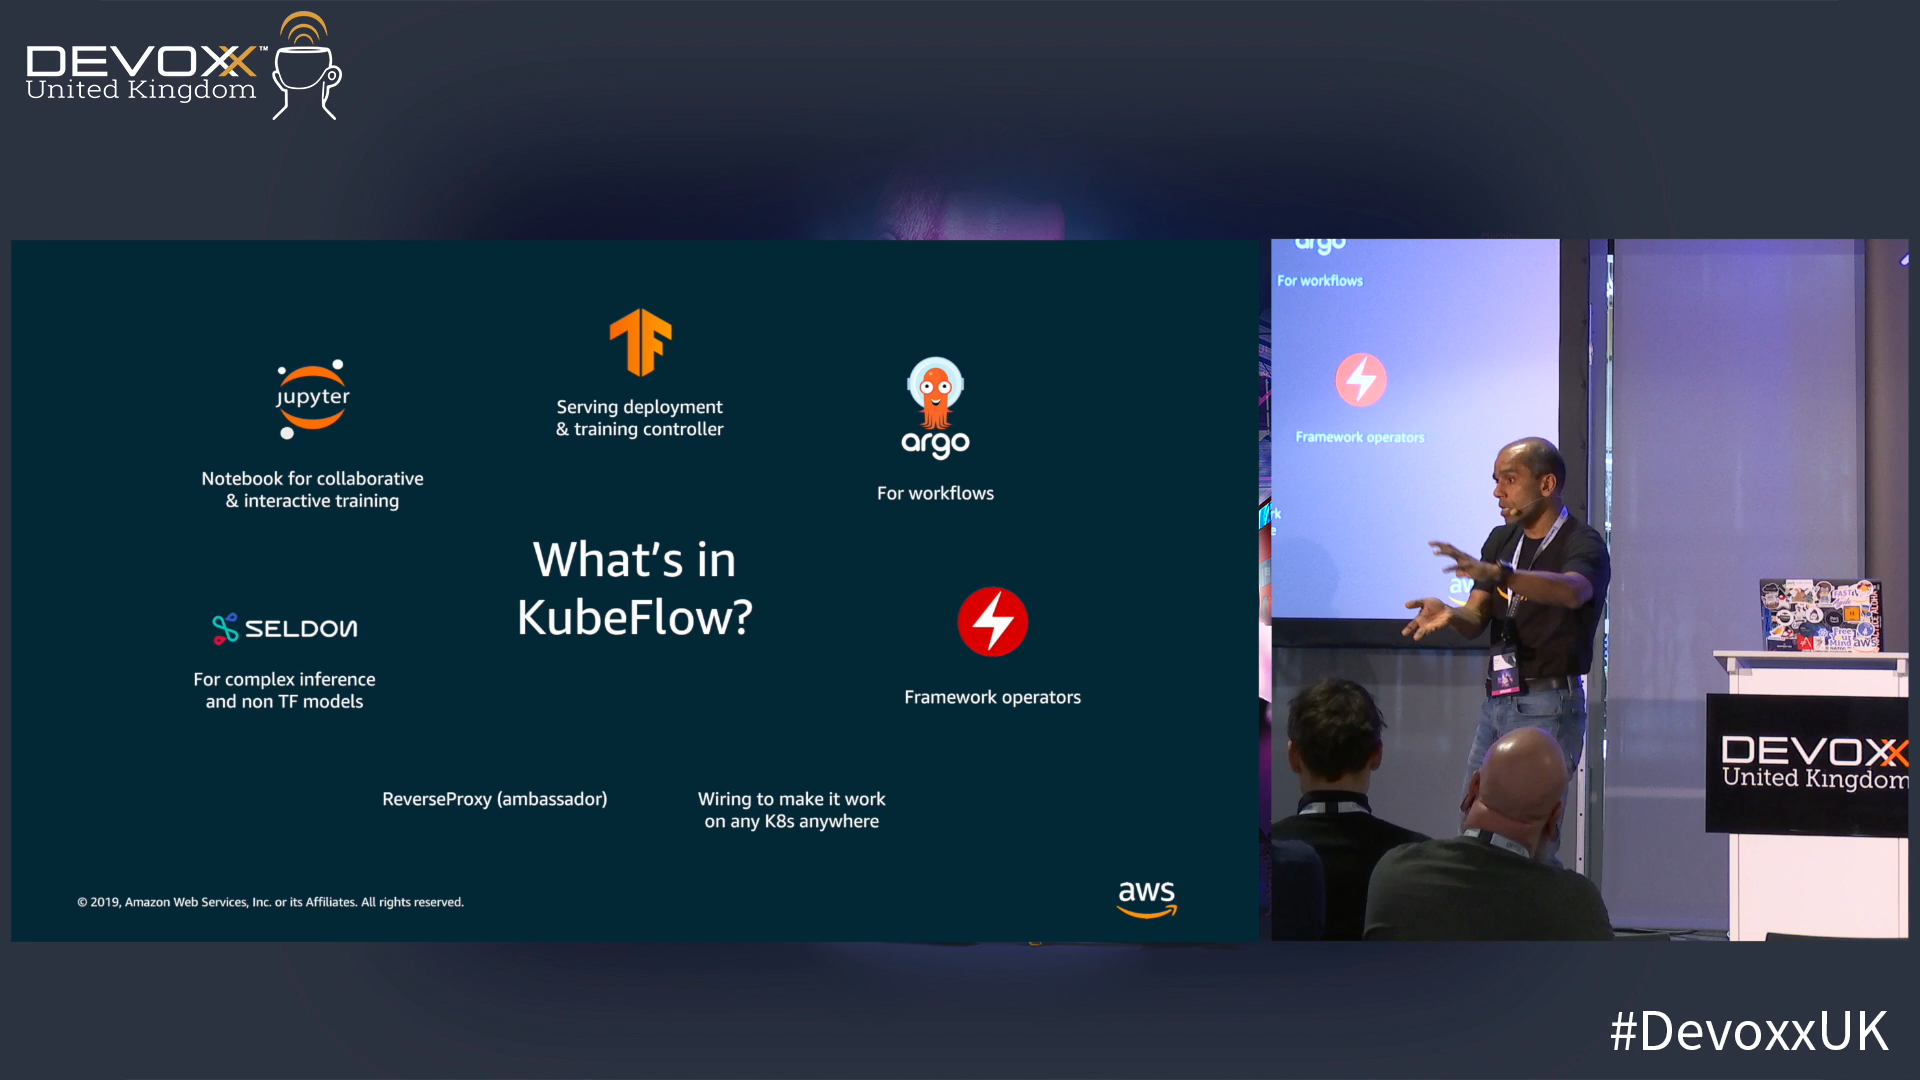 DEVOXX™
United Kingdom
jupyter
Notebook for collaborative
& interactive training
Serving deployment
& training controller
argo
For workflows
What's in
KubeFlow?
SELDON
For complex inference
and non TF models
Framework operators
ReverseProxy (ambassador)
Wiring to make it work
on any K8s anywhere
© 2019, Amazon Web Services, Inc. or its Affiliates. All rights reserved.
aws
argo
For workflows
Framework operators
aws
DEVOXX
United Kingdom
#DevoxxUK